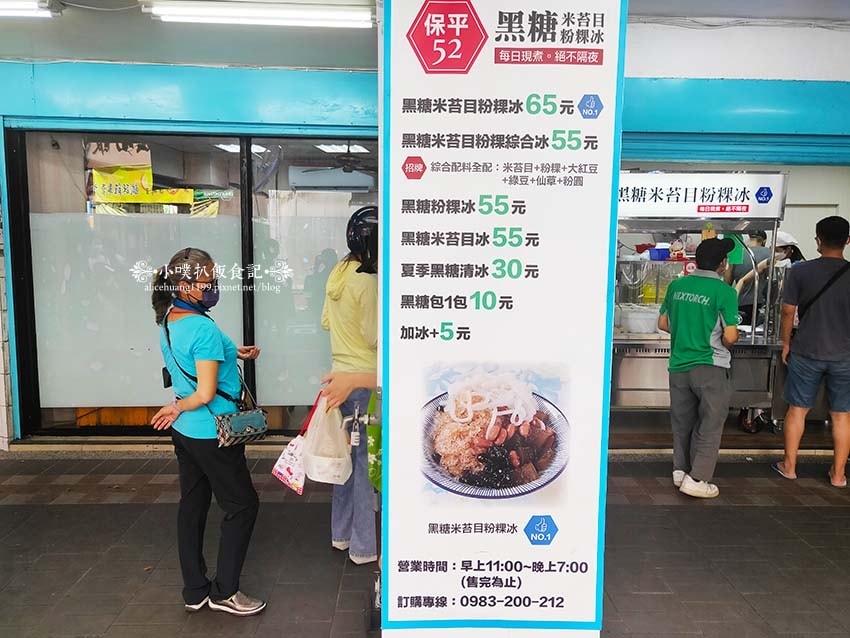 保平
52
黑糖
米苔目
粉粿冰
每日現煮。絕不隔夜
黑糖米苔目粉粿冰65元
NO.1
黑糖米苔目粉粿綜合冰55元
招牌
綜合配料全配：米苔目+粉粿+大紅豆
+綠豆+仙草+粉圓
黑糖粉粿冰55元
黑糖米苔目冰55元
夏季黑糖清冰30元
黑糖包1包10元
加冰+5元
黑糖米苔目粉粿冰
NO.1
營業時間：早上11:00~晚上7:00
(售完為止)
訂購專線：0983-200-212
黑糖米苔目粉粿冰
NO.1
每日現煮。絕不隔夜
NEXTORCH
小噗扒飯食記
alicehuang1199.pixnet.net/blog